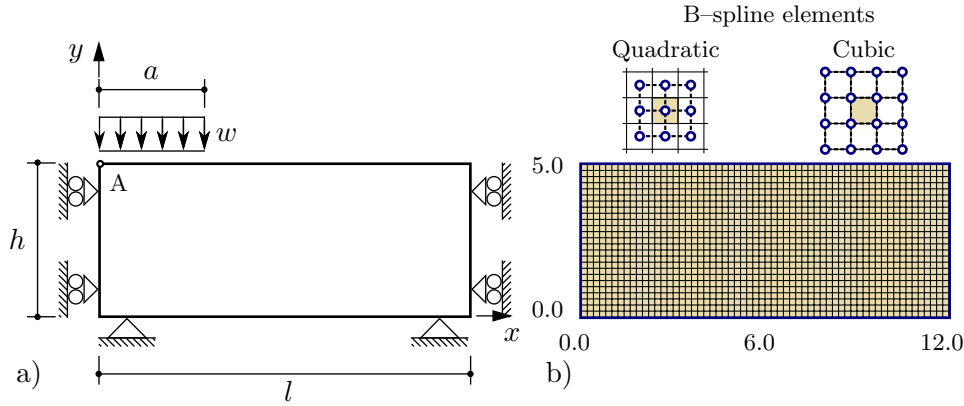 B–spline elements
Quadratic
Cubic
y
a
w
A
h
x
l
a)
5.0
0.0
0.0
6.0
12.0
b)